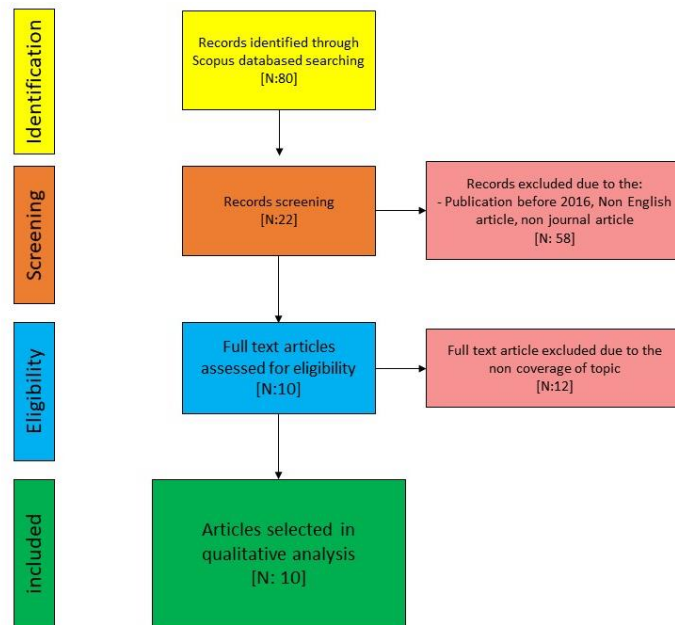 Identification
Records identified through
Scopus databased searching
[N:80]
Screening
Records screening
[N:22]
Records excluded due to the:
- Publication before 2016, Non English
article, non journal article
[N: 58]
Eligibility
Full text articles
assessed for eligibility
[N:10]
Full text article excluded due to the
non coverage of topic
[N:12]
included
Articles selected in
qualitative analysis
[N: 10]